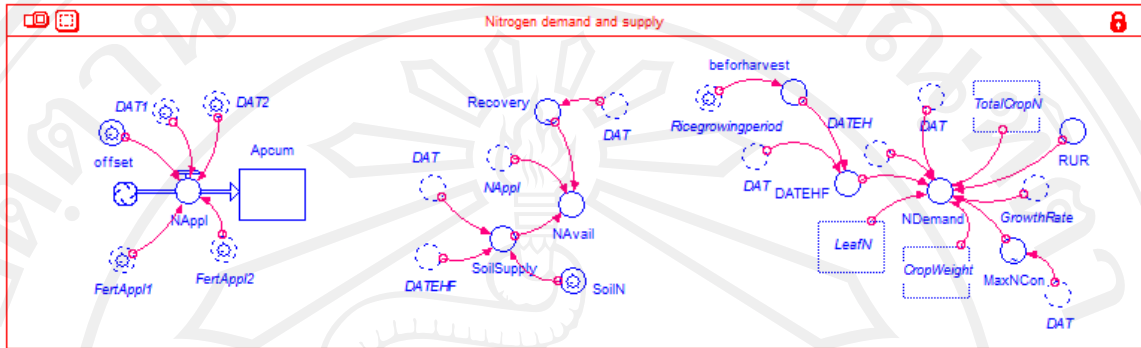 Nitrogen demand and supply
DAT1
DAT2
offset
Apcum
NAppl
FertAppl1
FertAppl2
Recovery
DAT
DAT
NAppl
NAvail
SoilSupply
DATEHF
SoilN
beforharvest
Ricegrowingperiod
DATEH
DAT
TotalCropN
RUR
DAT
DATEHF
NDemand
GrowthRate
LeafN
CropWeight
MaxNCon
DAT